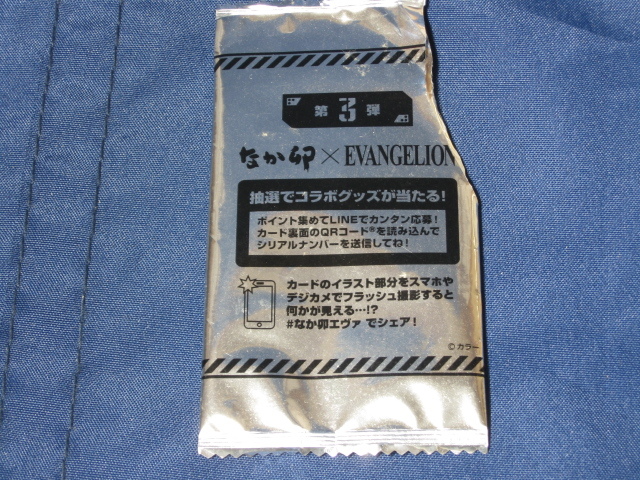 第3弾
なか卯×EVANGELION
抽選でコラボグッズが当たる!
ポイント集めてLINEでカンタン応募!
カード裏面のQRコード®を読み込んで
シリアルナンバーを送信してね!
カードのイラスト部分をスマホや
デジカメでフラッシュ撮影すると
何かが見える…!?
#なか卯エヴァ でシェア!
©カラー